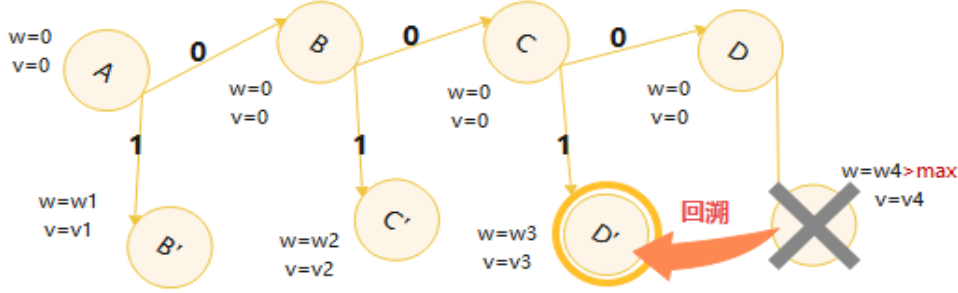 w=0
v=0
A
0
B
0
C
0
D
w=0
v=0
w=0
v=0
w=0
v=0
1
1
1
w=w1
v=v1
B'
w=w2
v=v2
C'
w=w3
v=v3
D'
回溯
w=w4>max
v=v4